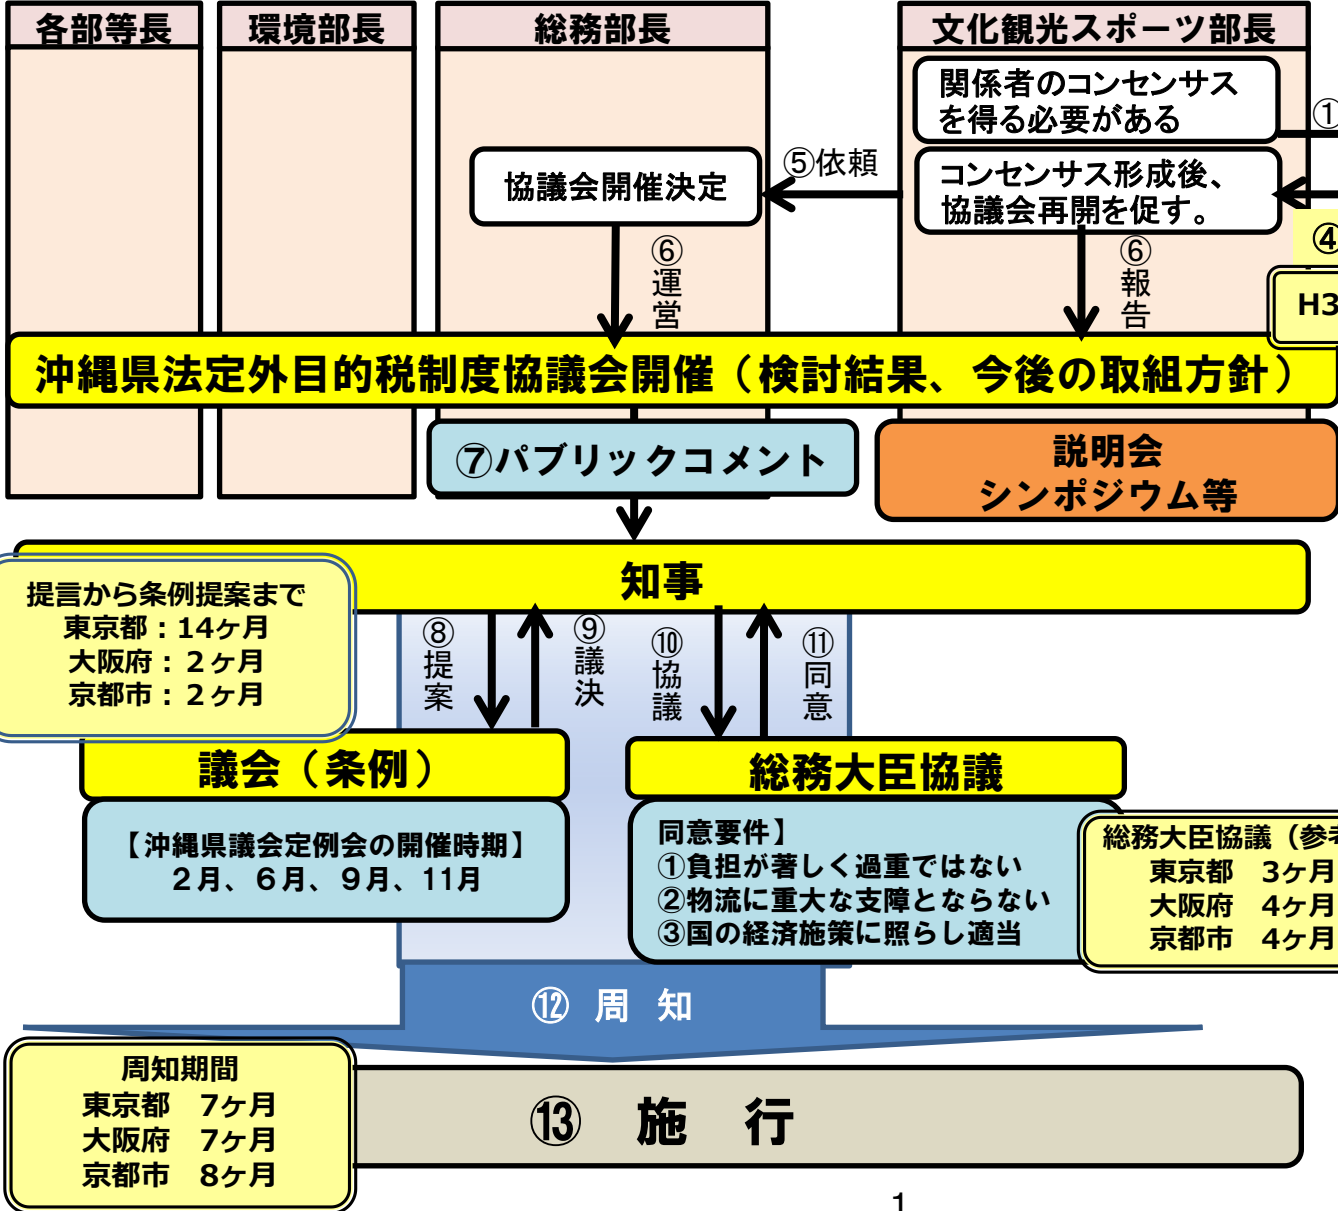 各部等長
環境部長
総務部長
文化観光スポーツ部長
関係者のコンセンサス
を得る必要がある
①
協議会開催決定
⑤依頼
コンセンサス形成後、
協議会再開を促す。
④
⑥運営
⑥報告
H3
沖縄県法定外目的税制度協議会開催（検討結果、今後の取組方針）
⑦パブリックコメント
説明会
シンポジウム等
知事
提言から条例提案まで
東京都：14ヶ月
大阪府：２ヶ月
京都市：２ヶ月
⑧提案
⑨議決
⑩協議
⑪同意
議会（条例）
【沖縄県議会定例会の開催時期】
２月、６月、９月、11月
総務大臣協議
同意要件】
①負担が著しく過重ではない
②物流に重大な支障とならない
③国の経済施策に照らし適当
総務大臣協議（参考
東京都　3ヶ月
大阪府　4ヶ月
京都市　4ヶ月
⑫ 周 知
周知期間
東京都　7ヶ月
大阪府　7ヶ月
京都市　8ヶ月
⑬ 施 行
1